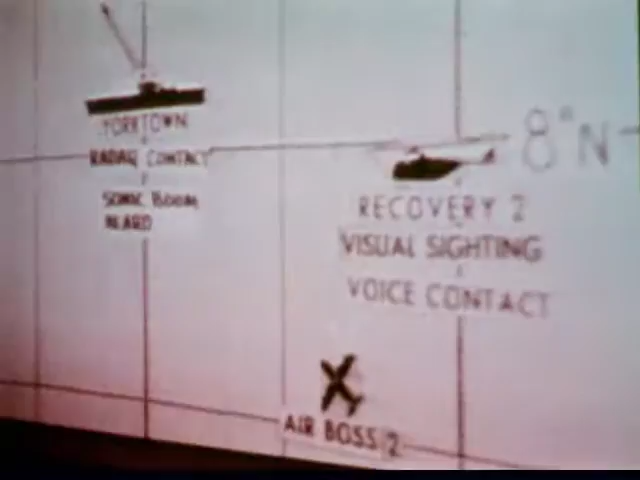 YORKTOWN
RADAR CONTACT
SONIC BOOM
HEARD
8°N
RECOVERY 2
VISUAL SIGHTING
VOICE CONTACT
AIR BOSS 2